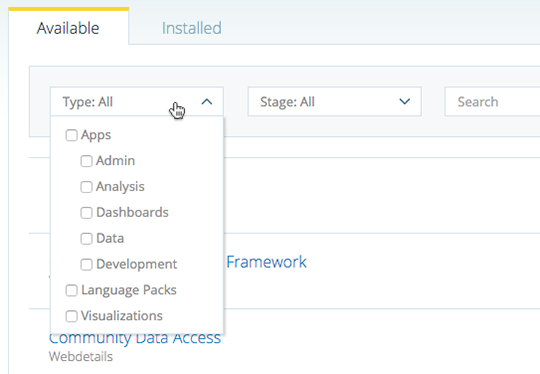 Available
Installed
Type: All
Stage: All
Search
Apps
Admin
Analysis
Dashboards
Data
Development
Framework
Language Packs
Visualizations
Community Data Access
Webdetails